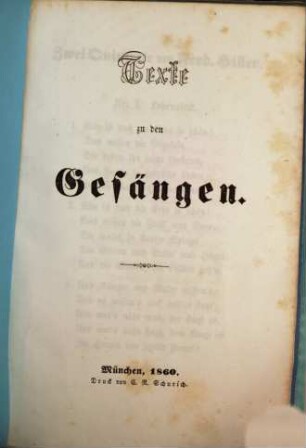 Texte
zu den
Gesängen.
München, 1860.
Druck von C. R. Schurich.